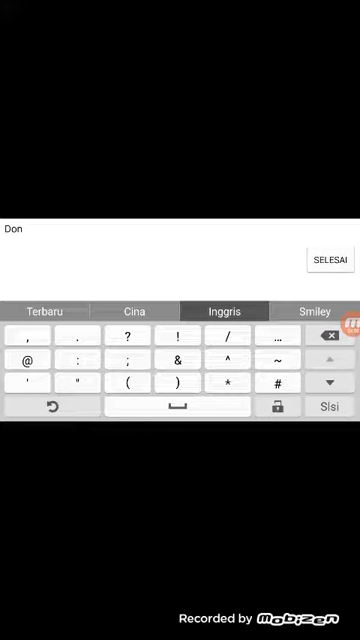 Don
SELESAI
Terbaru Cina Inggris Smiley
, . ? ! / ...
@ : ; & ^ ~
' " ( ) * #
Slsi
Recorded by Mobizen